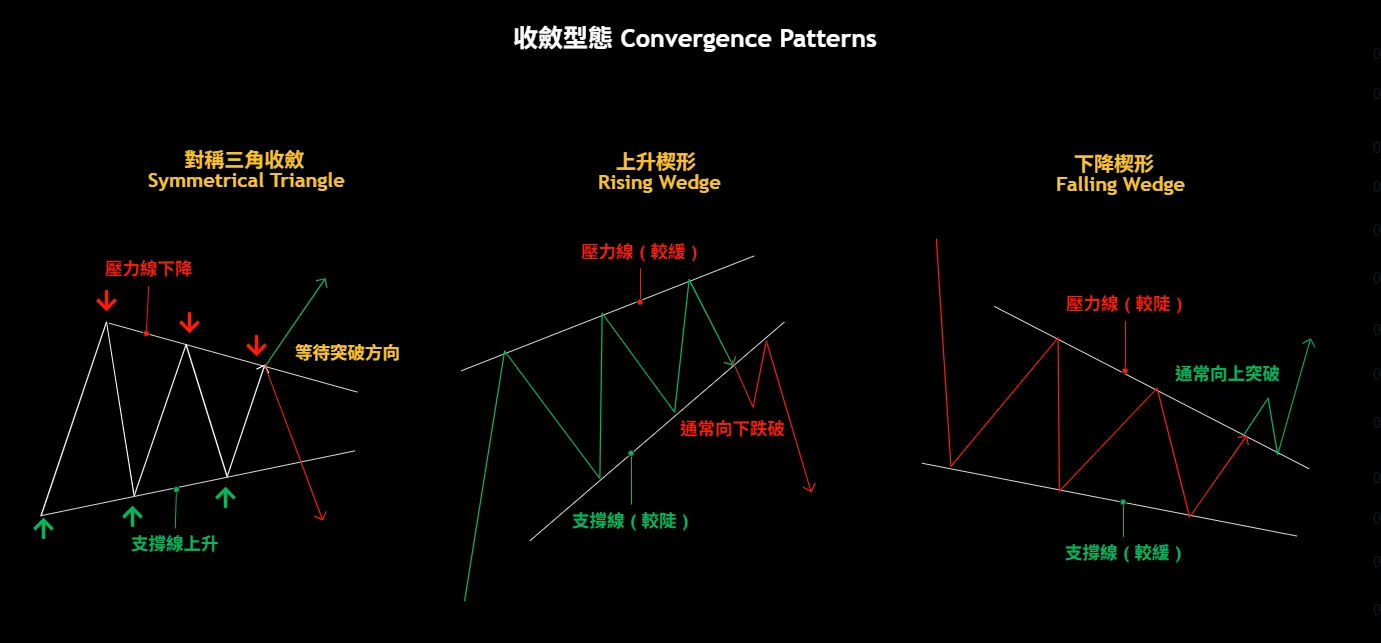 收斂型態 Convergence Patterns
對稱三角收斂
Symmetrical Triangle
壓力線下降
等待突破方向
支撐線上升
上升楔形
Rising Wedge
壓力線 ( 較緩 )
通常向下跌破
支撐線 ( 較陡 )
下降楔形
Falling Wedge
壓力線 ( 較陡 )
通常向上突破
支撐線 ( 較緩 )